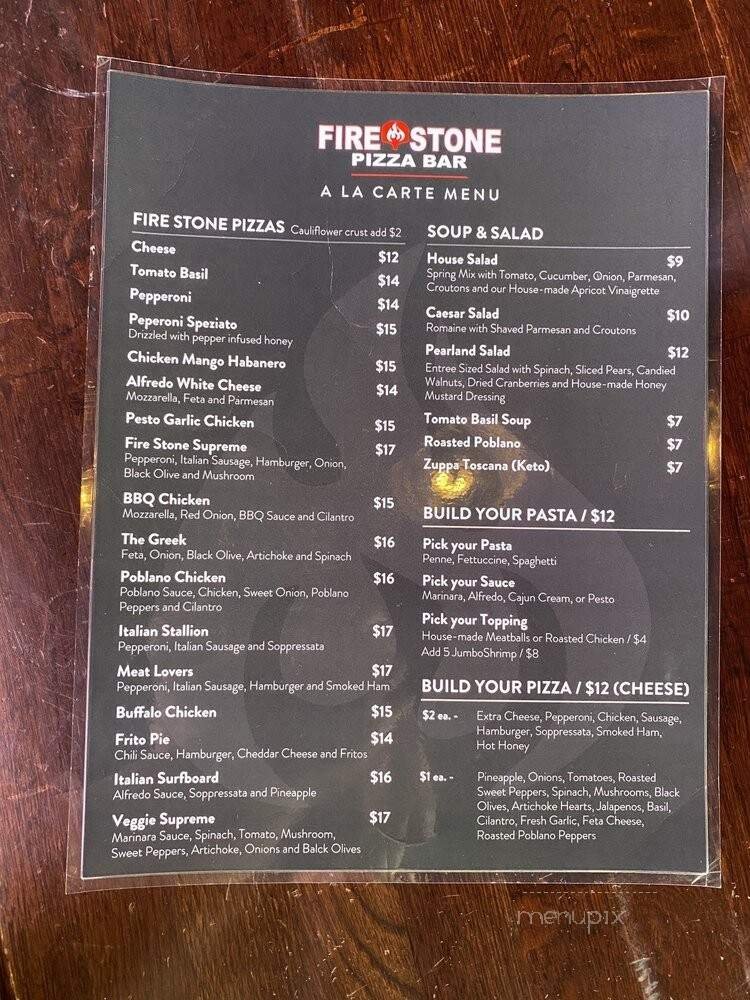 FIRE STONE
PIZZA BAR
A LA CARTE MENU
FIRE STONE PIZZAS Cauliflower crust add $2
Cheese $12
Tomato Basil $14
Pepperoni $14
Peperoni Speziato $15
Drizzled with pepper infused honey
Chicken Mango Habanero $15
Alfredo White Cheese $14
Mozzarella, Feta and Parmesan
Pesto Garlic Chicken $15
Fire Stone Supreme $17
Pepperoni, Italian Sausage, Hamburger, Onion,
Black Olive and Mushroom
BBQ Chicken $15
Mozzarella, Red Onion, BBQ Sauce and Cilantro
The Greek $16
Feta, Onion, Black Olive, Artichoke and Spinach
Poblano Chicken $16
Poblano Sauce, Chicken, Sweet Onion, Poblano
Peppers and Cilantro
Italian Stallion $17
Pepperoni, Italian Sausage and Soppressata
Meat Lovers $17
Pepperoni, Italian Sausage, Hamburger and Smoked Ham
Buffalo Chicken $15
Frito Pie $14
Chili Sauce, Hamburger, Cheddar Cheese and Fritos
Italian Surfboard $16
Alfredo Sauce, Soppressata and Pineapple
Veggie Supreme $17
Marinara Sauce, Spinach, Tomato, Mushroom,
Sweet Peppers, Artichoke, Onions and Balck Olives
SOUP & SALAD
House Salad $9
Spring Mix with Tomato, Cucumber, Onion, Parmesan,
Croutons and our House-made Apricot Vinaigrette
Caesar Salad $10
Romaine with Shaved Parmesan and Croutons
Pearland Salad $12
Entree Sized Salad with Spinach, Sliced Pears, Candied
Walnuts, Dried Cranberries and House-made Honey
Mustard Dressing
Tomato Basil Soup $7
Roasted Poblano $7
Zuppa Toscana (Keto) $7
BUILD YOUR PASTA / $12
Pick your Pasta
Penne, Fettuccine, Spaghetti
Pick your Sauce
Marinara, Alfredo, Cajun Cream, or Pesto
Pick your Topping
House-made Meatballs or Roasted Chicken / $4
Add 5 JumboShrimp / $8
BUILD YOUR PIZZA / $12 (CHEESE)
$2 ea. - Extra Cheese, Pepperoni, Chicken, Sausage,
Hamburger, Soppressata, Smoked Ham,
Hot Honey
$1 ea. - Pineapple, Onions, Tomatoes, Roasted
Sweet Peppers, Spinach, Mushrooms, Black
Olives, Artichoke Hearts, Jalapenos, Basil,
Cilantro, Fresh Garlic, Feta Cheese,
Roasted Poblano Peppers
menupix